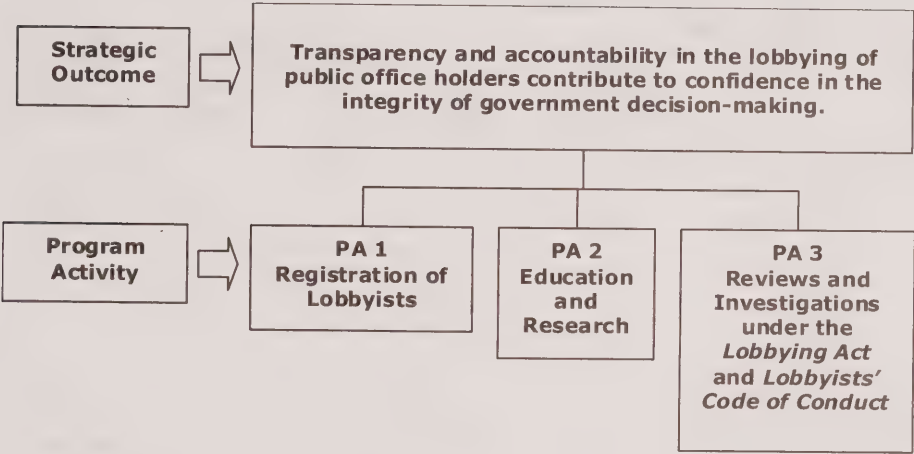 Strategic
Outcome
Transparency and accountability in the lobbying of
public office holders contribute to confidence in the
integrity of government decision-making.
Program
Activity
PA 1
Registration of
Lobbyists
PA 2
Education
and
Research
PA 3
Reviews and
Investigations
under the
Lobbying Act
and Lobbyists'
Code of Conduct